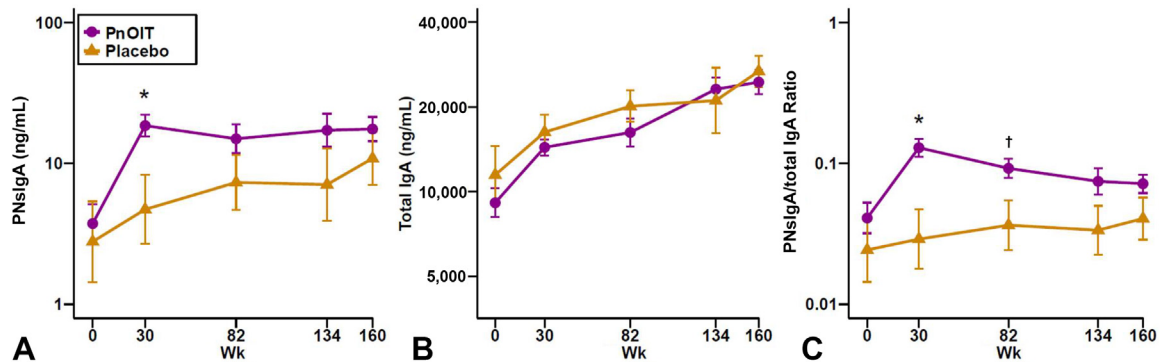 PnOIT
Placebo
PNsIgA (ng/mL)
100
10
1
*
0 30 82 134 160
Wk
A
Total IgA (ng/mL)
40,000
20,000
10,000
5,000
0 30 82 134 160
Wk
B
PNsIgA/total IgA Ratio
1
0.1
0.01
*
†
0 30 82 134 160
Wk
C